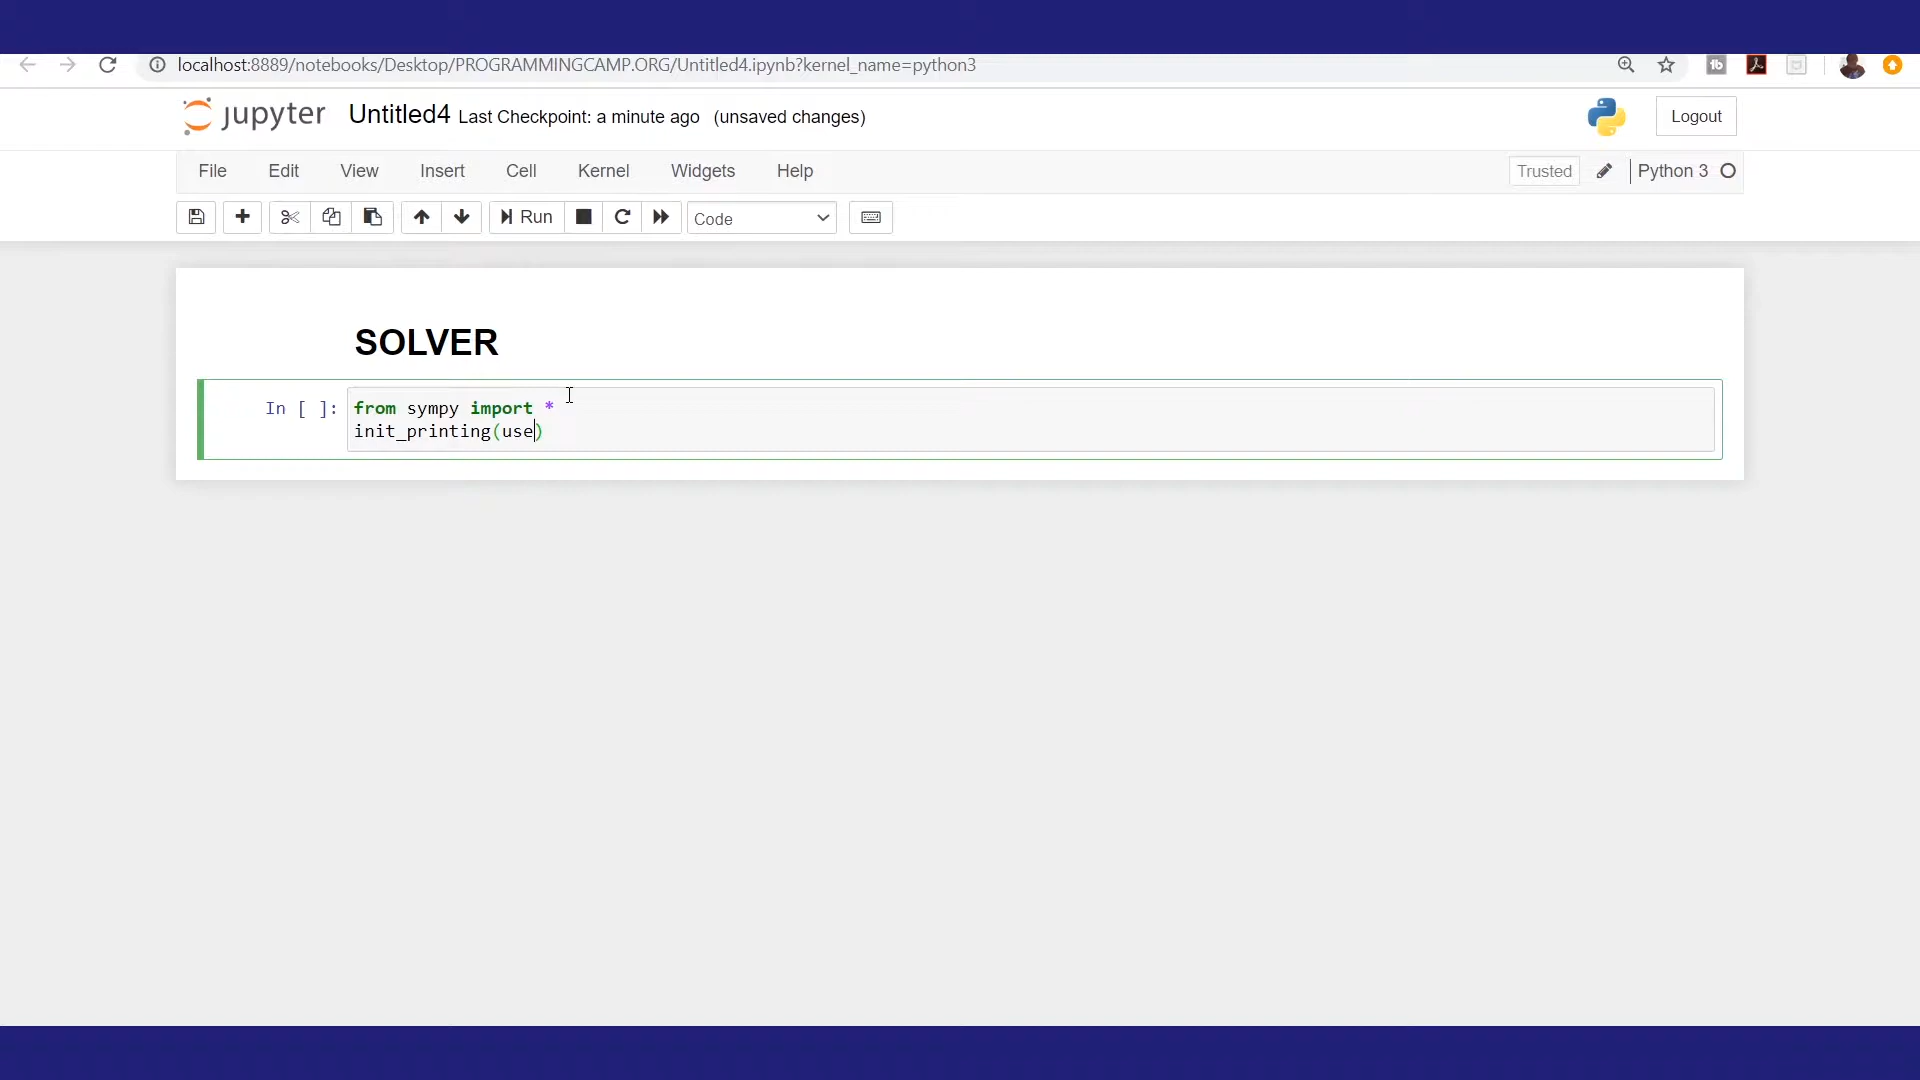 localhost:8889/notebooks/Desktop/PROGRAMMINGCAMP.ORG/Untitled4.ipynb?kernel_name=python3
jupyter Untitled4 Last Checkpoint: a minute ago (unsaved changes) Logout
File Edit View Insert Cell Kernel Widgets Help Trusted Python 3
Run Code
SOLVER
In [ ]: from sympy import *
init_printing(use)